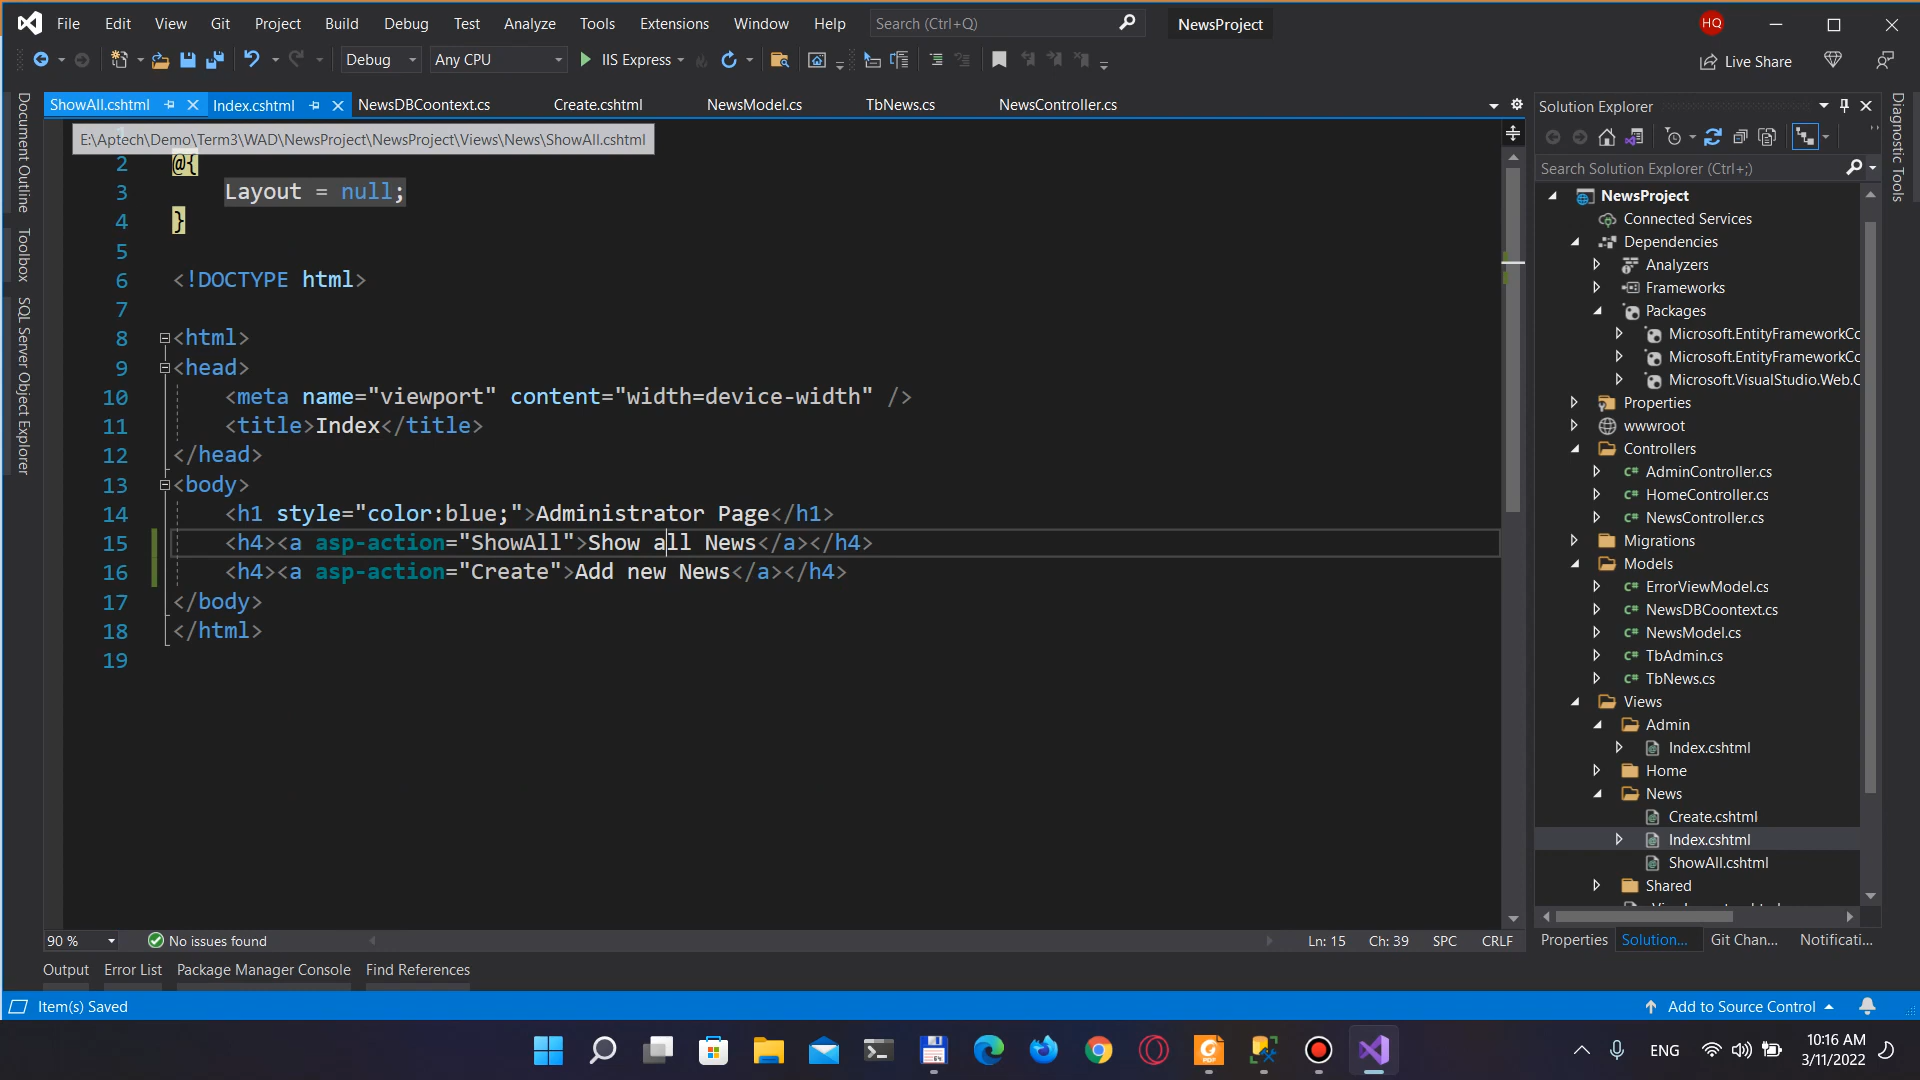 File Edit View Git Project Build Debug Test Analyze Tools Extensions Window Help Search (Ctrl+Q) NewsProject HQ
Debug Any CPU IIS Express Live Share
ShowAll.cshtml Index.cshtml NewsDBCoontext.cs Create.cshtml NewsModel.cs TbNews.cs NewsController.cs
E:\Aptech\Demo\Term3\WAD\NewsProject\NewsProject\Views\News\ShowAll.cshtml
2 @{
3 Layout = null;
4 }
5
6 <!DOCTYPE html>
7
8 <html>
9 <head>
10 <meta name="viewport" content="width=device-width" />
11 <title>Index</title>
12 </head>
13 <body>
14 <h1 style="color:blue;">Administrator Page</h1>
15 <h4><a asp-action="ShowAll">Show all News</a></h4>
16 <h4><a asp-action="Create">Add new News</a></h4>
17 </body>
18 </html>
19
Document Outline
Toolbox
SQL Server Object Explorer
90 % No issues found Ln: 15 Ch: 39 SPC CRLF
Output Error List Package Manager Console Find References
Solution Explorer
Search Solution Explorer (Ctrl+;)
NewsProject
Connected Services
Dependencies
Analyzers
Frameworks
Packages
Microsoft.EntityFrameworkCo
Microsoft.EntityFrameworkCo
Microsoft.VisualStudio.Web.C
Properties
wwwroot
Controllers
AdminController.cs
HomeController.cs
NewsController.cs
Migrations
Models
ErrorViewModel.cs
NewsDBCoontext.cs
NewsModel.cs
TbAdmin.cs
TbNews.cs
Views
Admin
Index.cshtml
Home
News
Create.cshtml
Index.cshtml
ShowAll.cshtml
Shared
Properties Solution... Git Chan... Notificati...
Diagnostic Tools
Item(s) Saved Add to Source Control
ENG 10:16 AM
3/11/2022